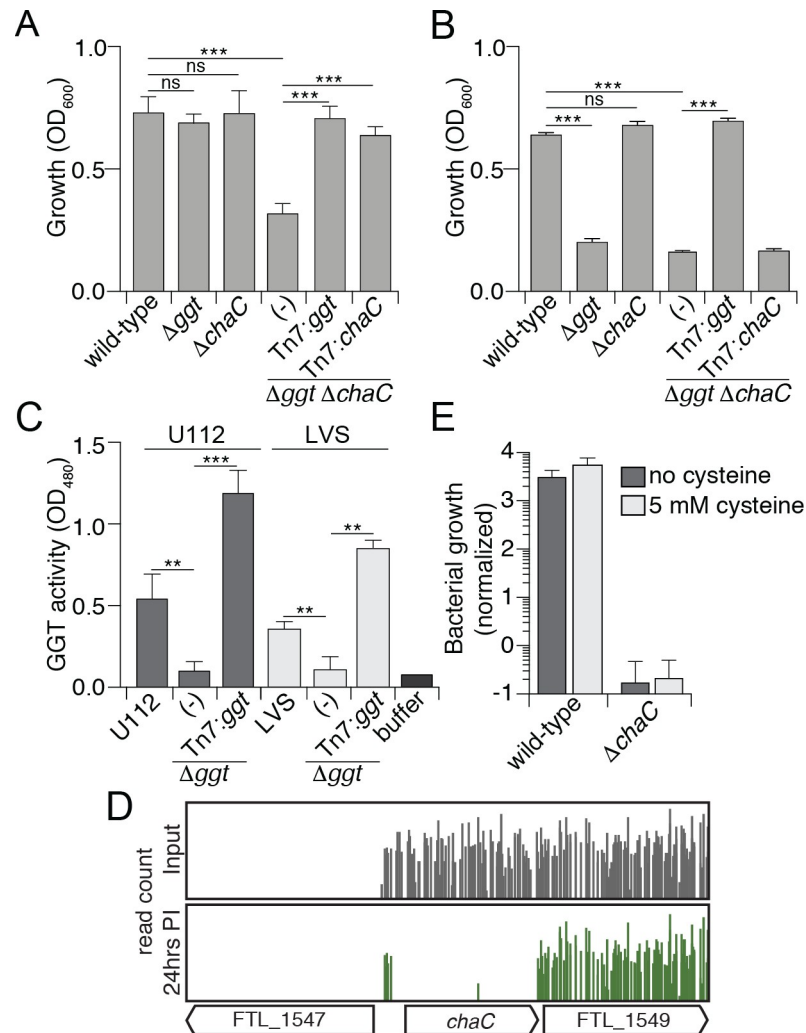 A
1.0
0.5
0.0
Growth (OD600)
***
ns
ns
***
***
wild-type
Δggt
ΔchaC
(-)
Tn7:ggt
Tn7:chaC
Δggt ΔchaC
B
1.0
0.5
0.0
Growth (OD600)
***
ns
***
***
wild-type
Δggt
ΔchaC
(-)
Tn7:ggt
Tn7:chaC
Δggt ΔchaC
C
U112
LVS
1.5
1.0
0.5
0.0
GGT activity (OD480)
***
**
**
**
U112
(-)
Tn7:ggt
Δggt
LVS
(-)
Tn7:ggt
Δggt
buffer
E
4
3
2
1
0
-1
Bacterial growth
(normalized)
no cysteine
5 mM cysteine
wild-type
ΔchaC
D
read count
Input
24hrs PI
FTL_1547
chaC
FTL_1549